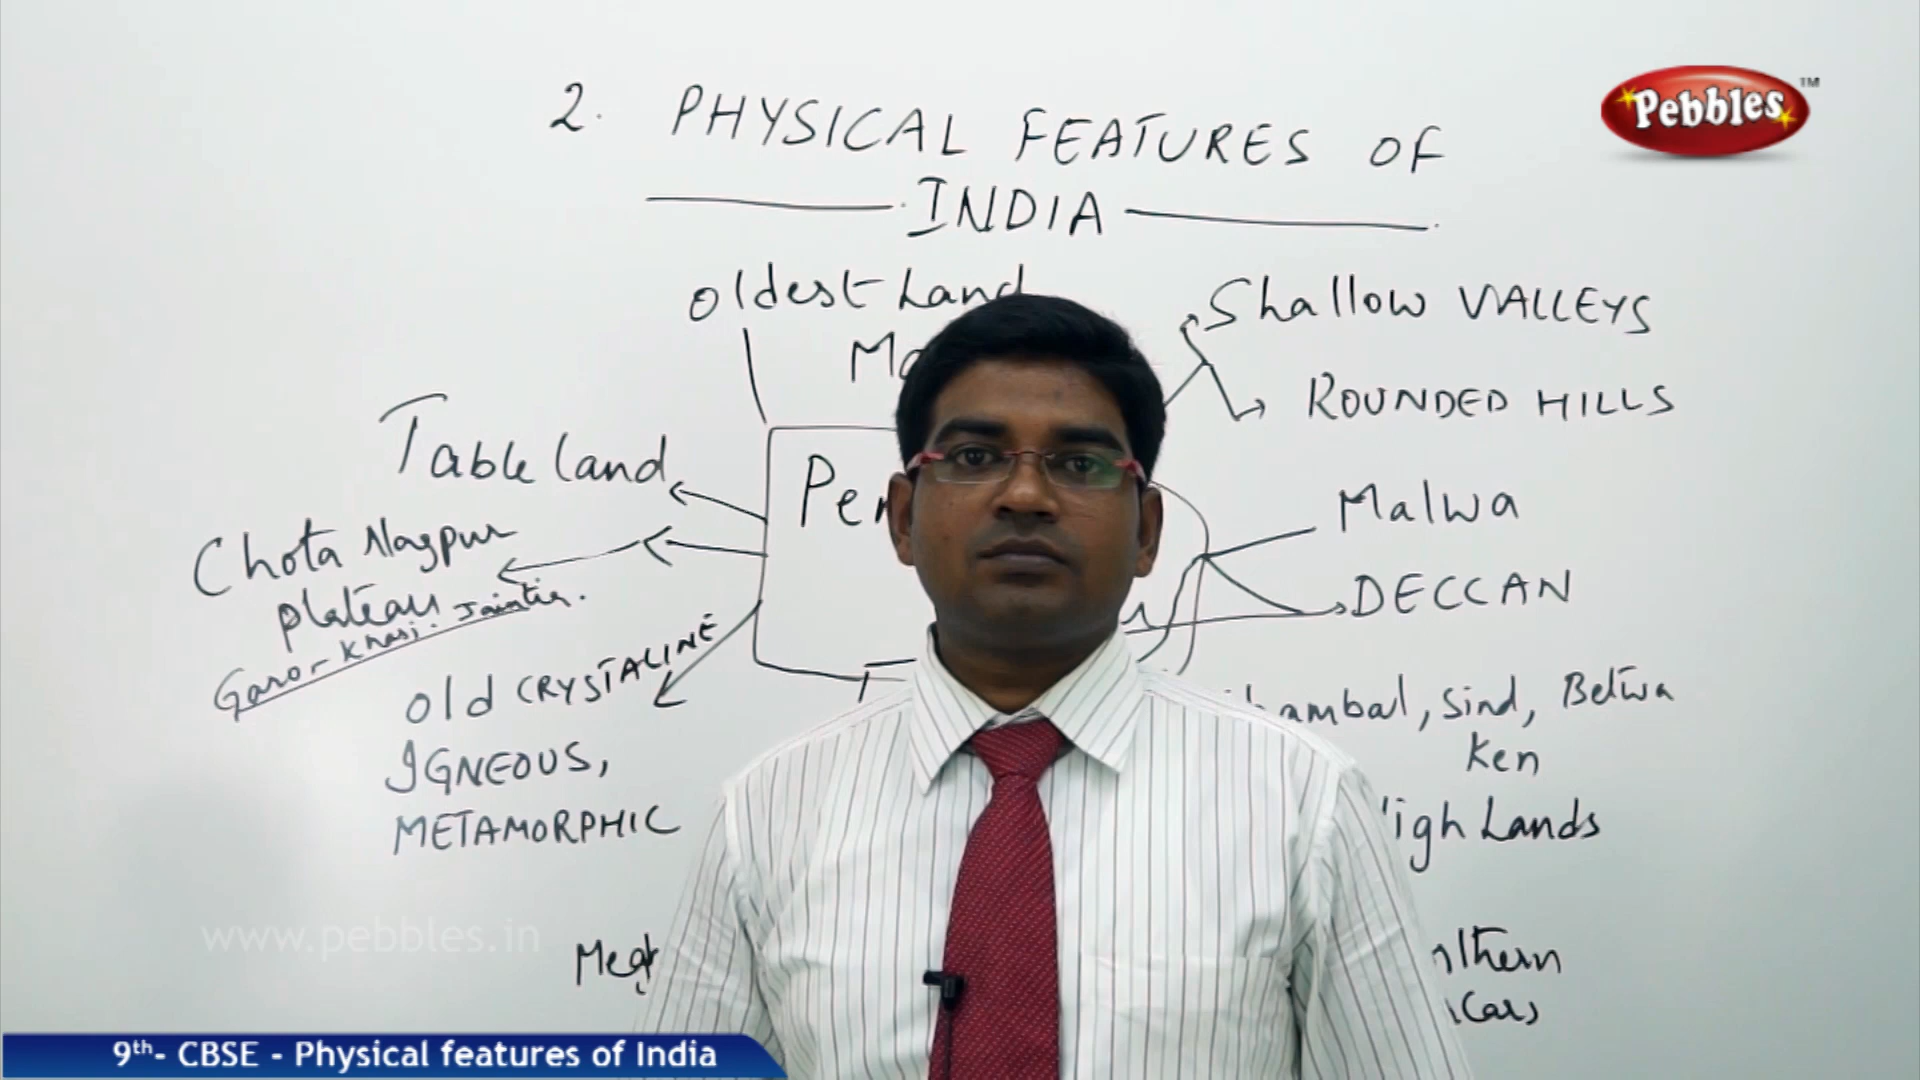 2. PHYSICAL FEATURES OF
INDIA
Pebbles™
Oldest Land
Shallow VALLEYS
ROUNDED HILLS
Table land
Chota Nagpur
plateau
Garo - Khasi - Jaintia.
Malwa
DECCAN
Old CRYSTALINE
IGNEOUS,
METAMORPHIC
Sind, Betwa
Ken
www.pebbles.in
9th- CBSE - Physical features of India